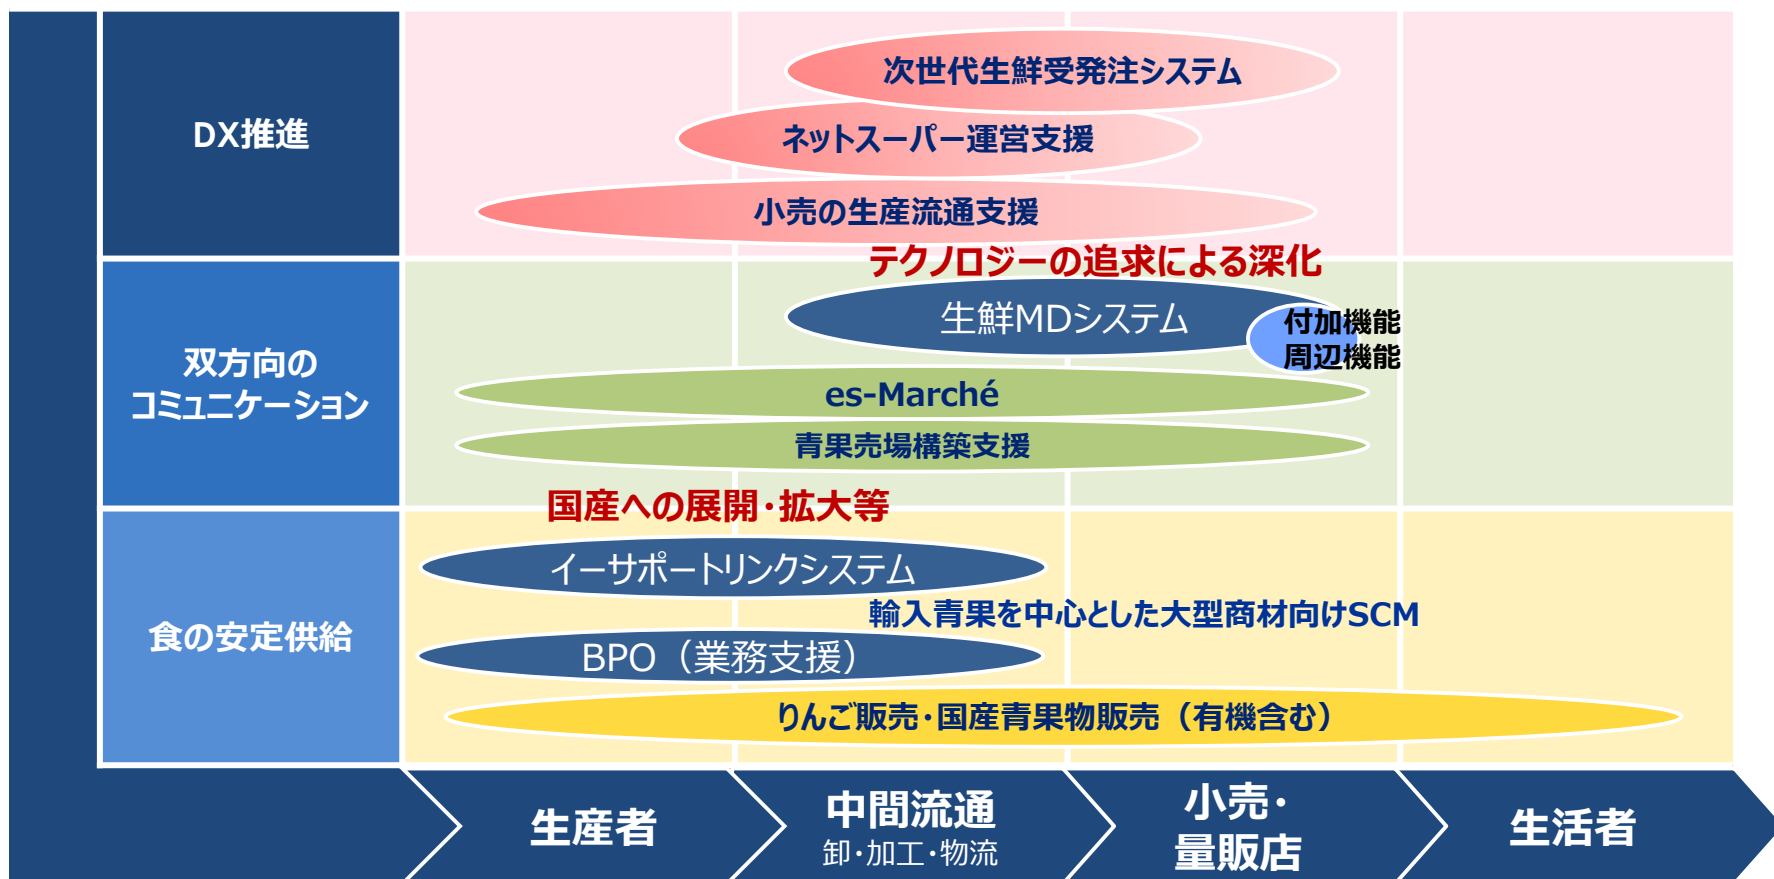 DX推進
次世代生鮮受発注システム
ネットスーパー運営支援
小売の生産流通支援
テクノロジーの追求による深化
双方向の
コミュニケーション
生鮮MDシステム
付加機能
周辺機能
es-Marché
青果売場構築支援
国産への展開・拡大等
食の安定供給
イーサポートリンクシステム
輸入青果を中心とした大型商材向けSCM
BPO（業務支援）
りんご販売・国産青果物販売（有機含む）
生産者
中間流通
卸・加工・物流
小売・
量販店
生活者